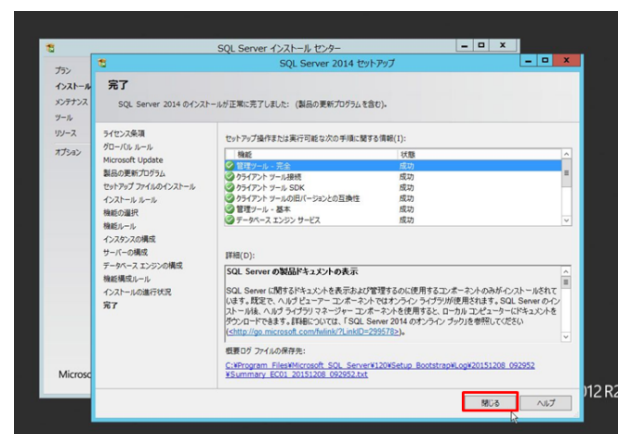 SQL Server インストール センター
SQL Server 2014 セットアップ
プラン
インストール
メンテナンス
ツール
リソース
オプション
Microso
012 R2
完了
SQL Server 2014 のインストールが正常に完了しました: (製品の更新プログラムを含む)。
ライセンス条項
グローバル ルール
Microsoft Update
製品の更新プログラム
セットアップ ファイルのインストール
インストール ルール
機能の選択
機能ルール
インスタンスの構成
サーバーの構成
データベース エンジンの構成
機能構成ルール
インストールの進行状況
完了
セットアップ操作または実行可能な次の手順に関する情報(I):
機能 状態
管理ツール - 完全 成功
クライアント ツール接続 成功
クライアント ツール SDK 成功
クライアント ツールの旧バージョンとの互換性 成功
管理ツール - 基本 成功
データベース エンジン サービス 成功
詳細(D):
SQL Server の製品ドキュメントの表示
SQL Server に関するドキュメントを表示および管理するのに使用するコンポーネントのみがインストールされて
います。既定で、ヘルプ ビューアー コンポーネントではオンライン ライブラリが使用されます。SQL Server のイン
ストール後、ヘルプ ライブラリ マネージャー コンポーネントを使用すると、ローカル コンピューターにドキュメントを
ダウンロードできます。詳細については、「SQL Server 2014 のオンライン ブック」を参照してください
(<http://go.microsoft.com/fwlink/?LinkID=299578>)。
概要ログ ファイルの保存先:
C:¥Program Files¥Microsoft SQL Server¥120¥Setup Bootstrap¥Log¥20151208_092952
¥Summary_EC01_20151208_092952.txt
閉じる
ヘルプ